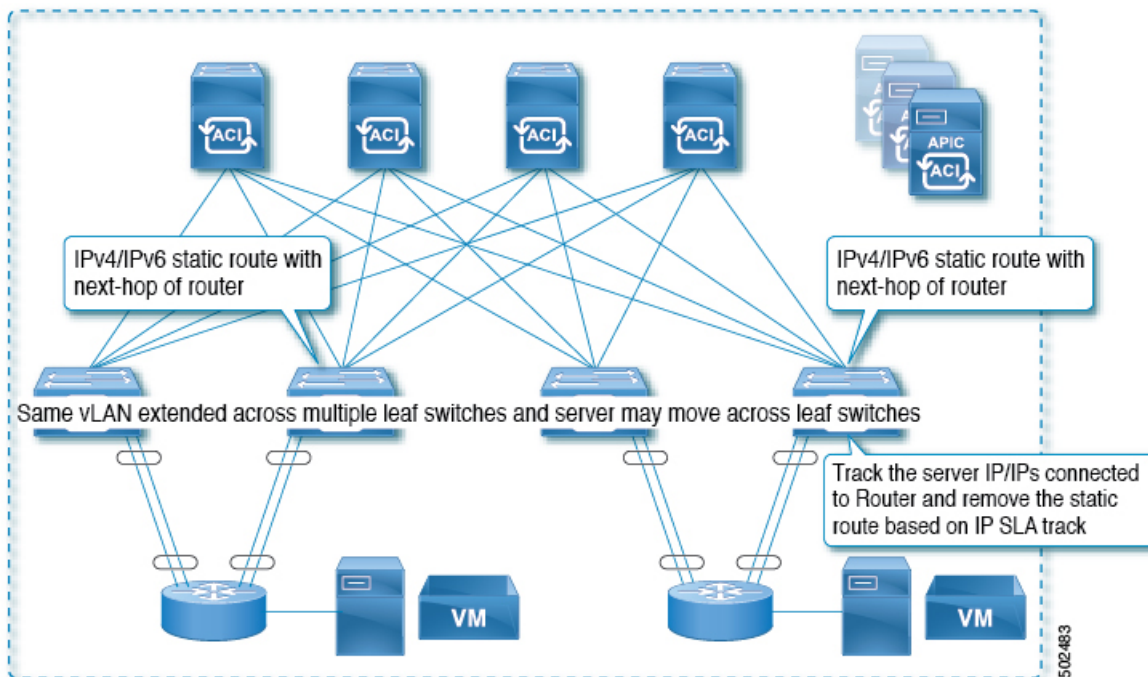 ACI
ACI
ACI
ACI
APIC
ACI
IPv4/IPv6 static route with
next-hop of router
IPv4/IPv6 static route with
next-hop of router
Same vLAN extended across multiple leaf switches and server may move across leaf switches
Track the server IP/IPs connected
to Router and remove the static
route based on IP SLA track
VM
VM
502483